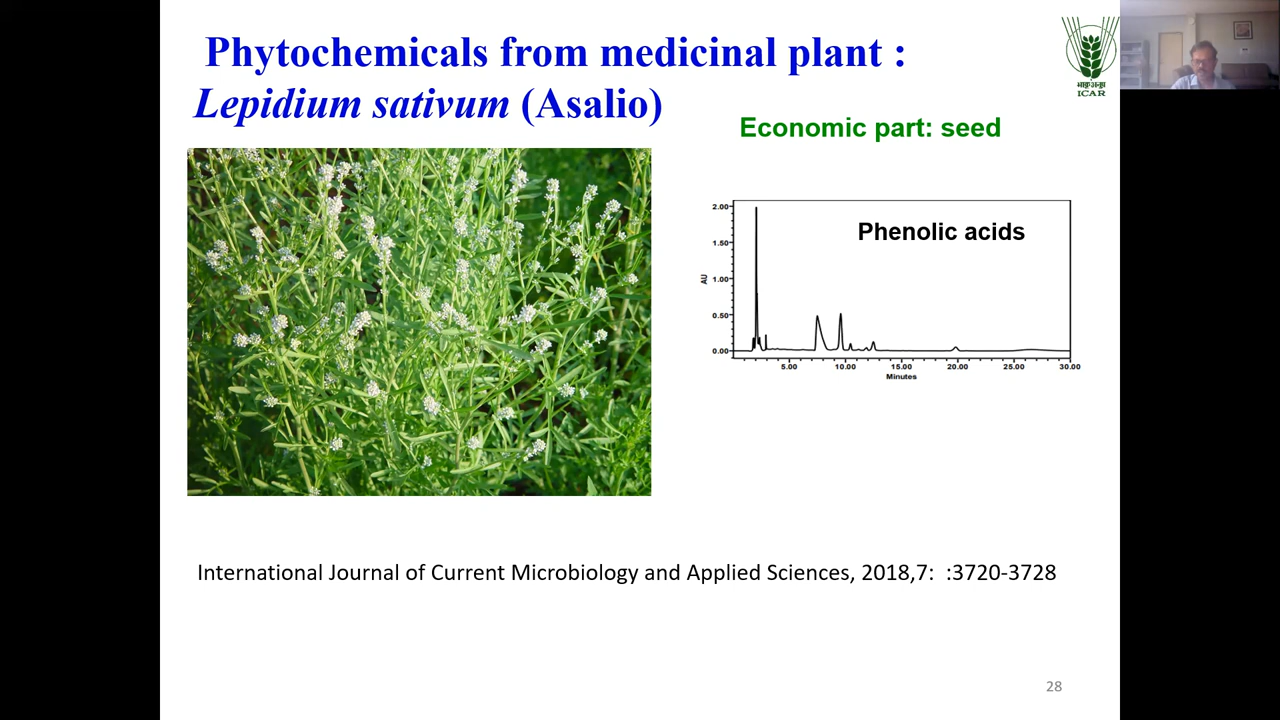 Phytochemicals from medicinal plant :
Lepidium sativum (Asalio)
भाकृअनुप
ICAR
Economic part: seed
Phenolic acids
2.00
1.50
1.00
0.50
0.00
AU
5.00 10.00 15.00 20.00 25.00 30.00
Minutes
International Journal of Current Microbiology and Applied Sciences, 2018,7:  :3720-3728
28